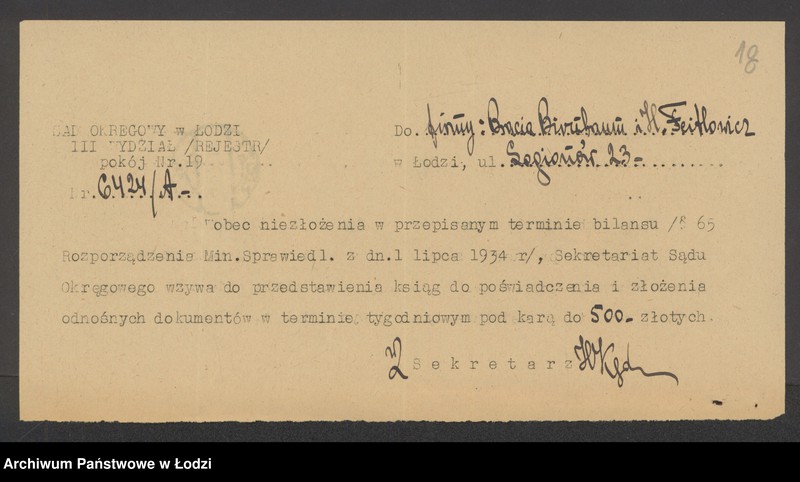 18
SĄD OKRĘGOWY w ŁODZI
III WYDZIAŁ /REJESTR/
pokój Nr.19
Nr. 6424/A-.
Do. firmy: Bracia Birnbaum i H. Feitlowicz
w Łodzi, ul. Legionów 23-
Wobec niezłożenia w przepisanym terminie bilansu /§ 65
Rozporządzenia Min.Sprawiedl. z dn.1 lipca 1934 r/, Sekretariat Sądu
Okręgowego wzywa do przedstawienia ksiąg do poświadczenia i złożenia
odnośnych dokumentów w terminie tygodniowym pod karą do 500- złotych.
Sekretarz
Archiwum Państwowe w Łodzi